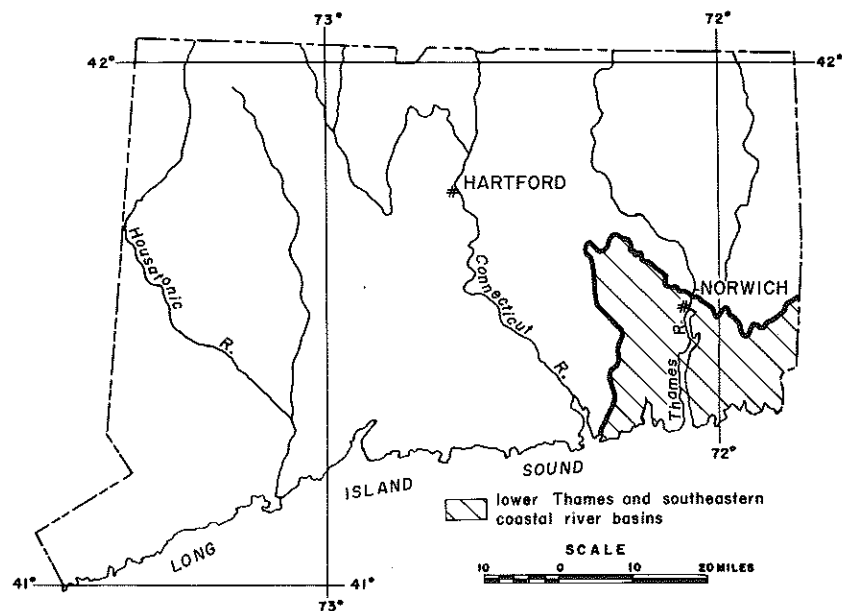 73°
72°
42°
42°
HARTFORD
Housatonic R.
Connecticut R.
NORWICH
Thames R.
72°
LONG ISLAND SOUND
lower Thames and southeastern
coastal river basins
SCALE
10 0 10 20 MILES
41°
41°
73°